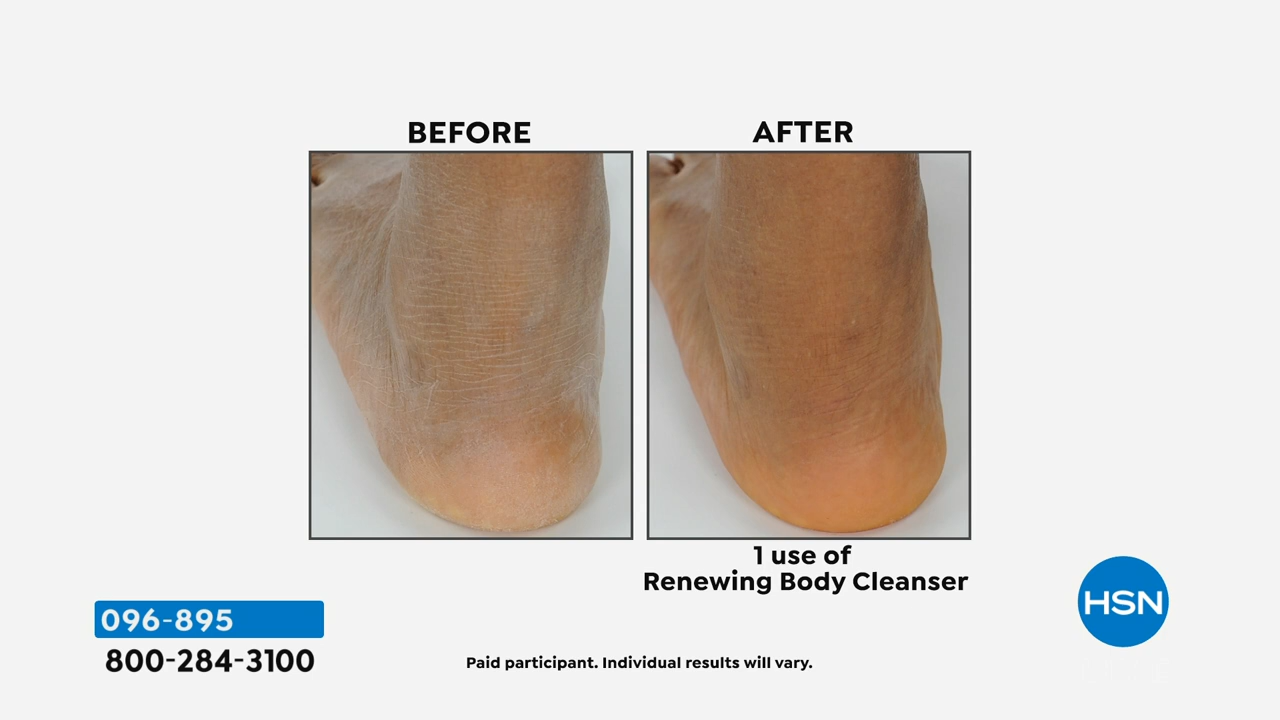 BEFORE
AFTER
1 use of
Renewing Body Cleanser
096-895
800-284-3100
Paid participant. Individual results will vary.
HSN